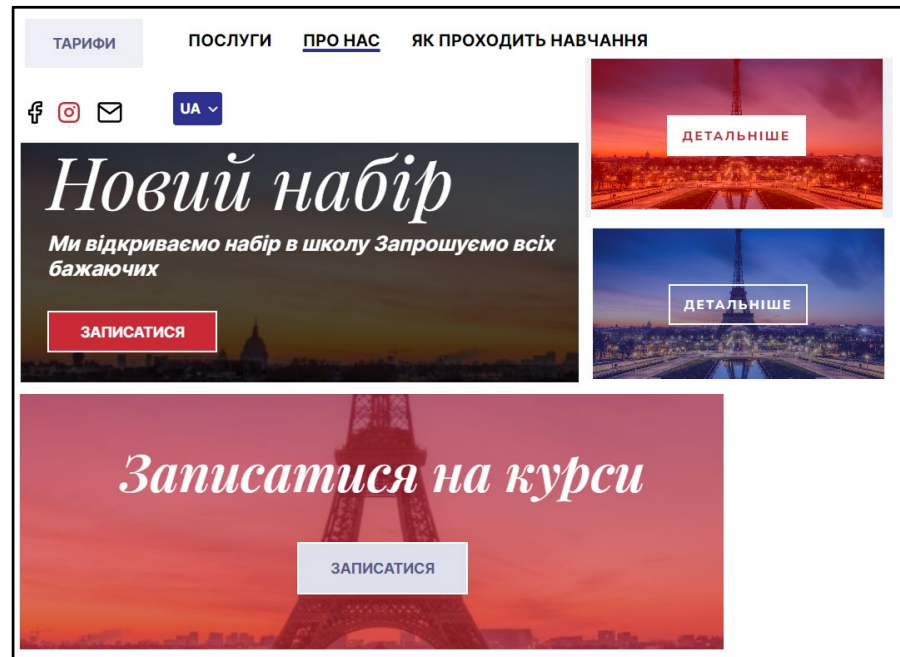 ТАРИФИ ПОСЛУГИ ПРО НАС ЯК ПРОХОДИТЬ НАВЧАННЯ
UA
ДЕТАЛЬНІШЕ
Новий набір
Ми відкриваємо набір в школу Запрошуємо всіх
бажаючих
ЗАПИСАТИСЯ
ДЕТАЛЬНІШЕ
Записатися на курси
ЗАПИСАТИСЯ